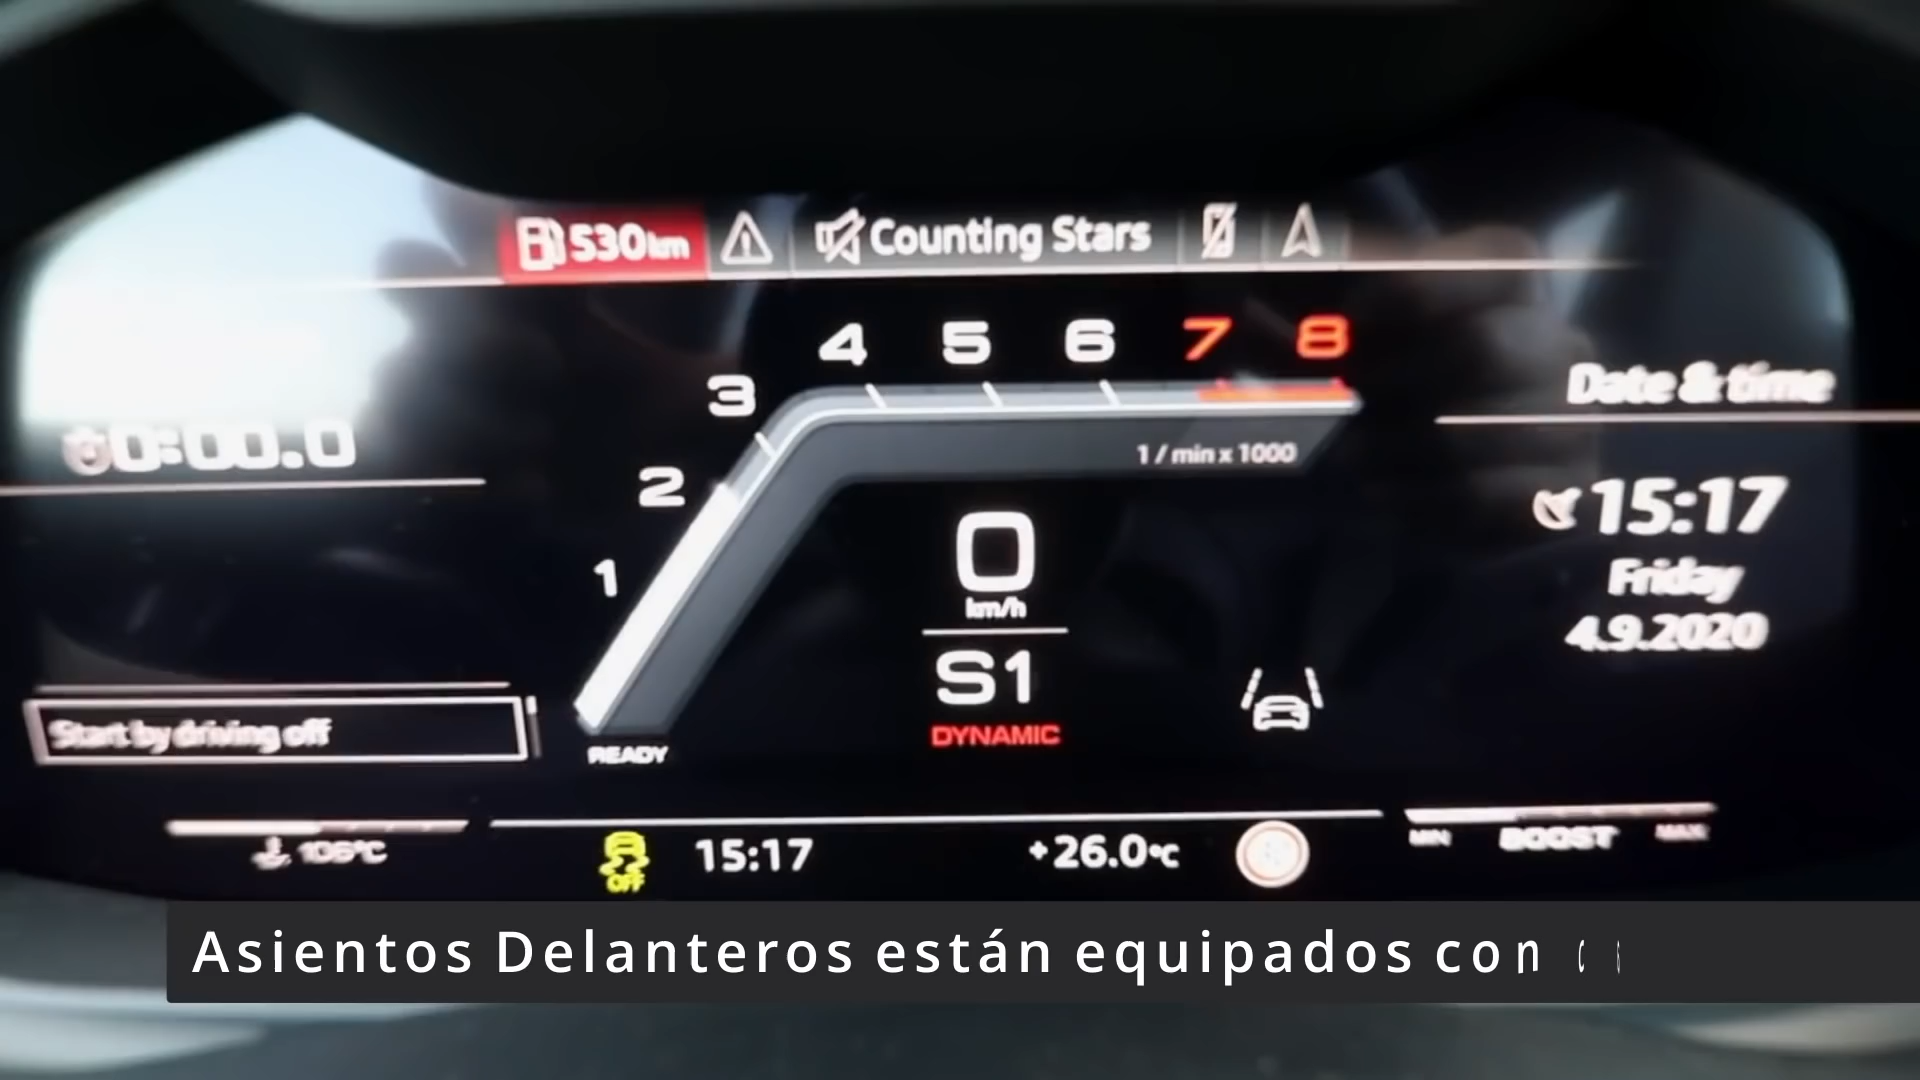 530km
Counting Stars
4 5 6 7 8
3
2
1
1 / min x 1000
0:00.0
Date & time
15:17
Friday
4.9.2020
0
km/h
S1
DYNAMIC
Start by driving off
READY
106°C
OFF
15:17
+26.0°C
MIN BOOST MAX
Asientos Delanteros están equipados con